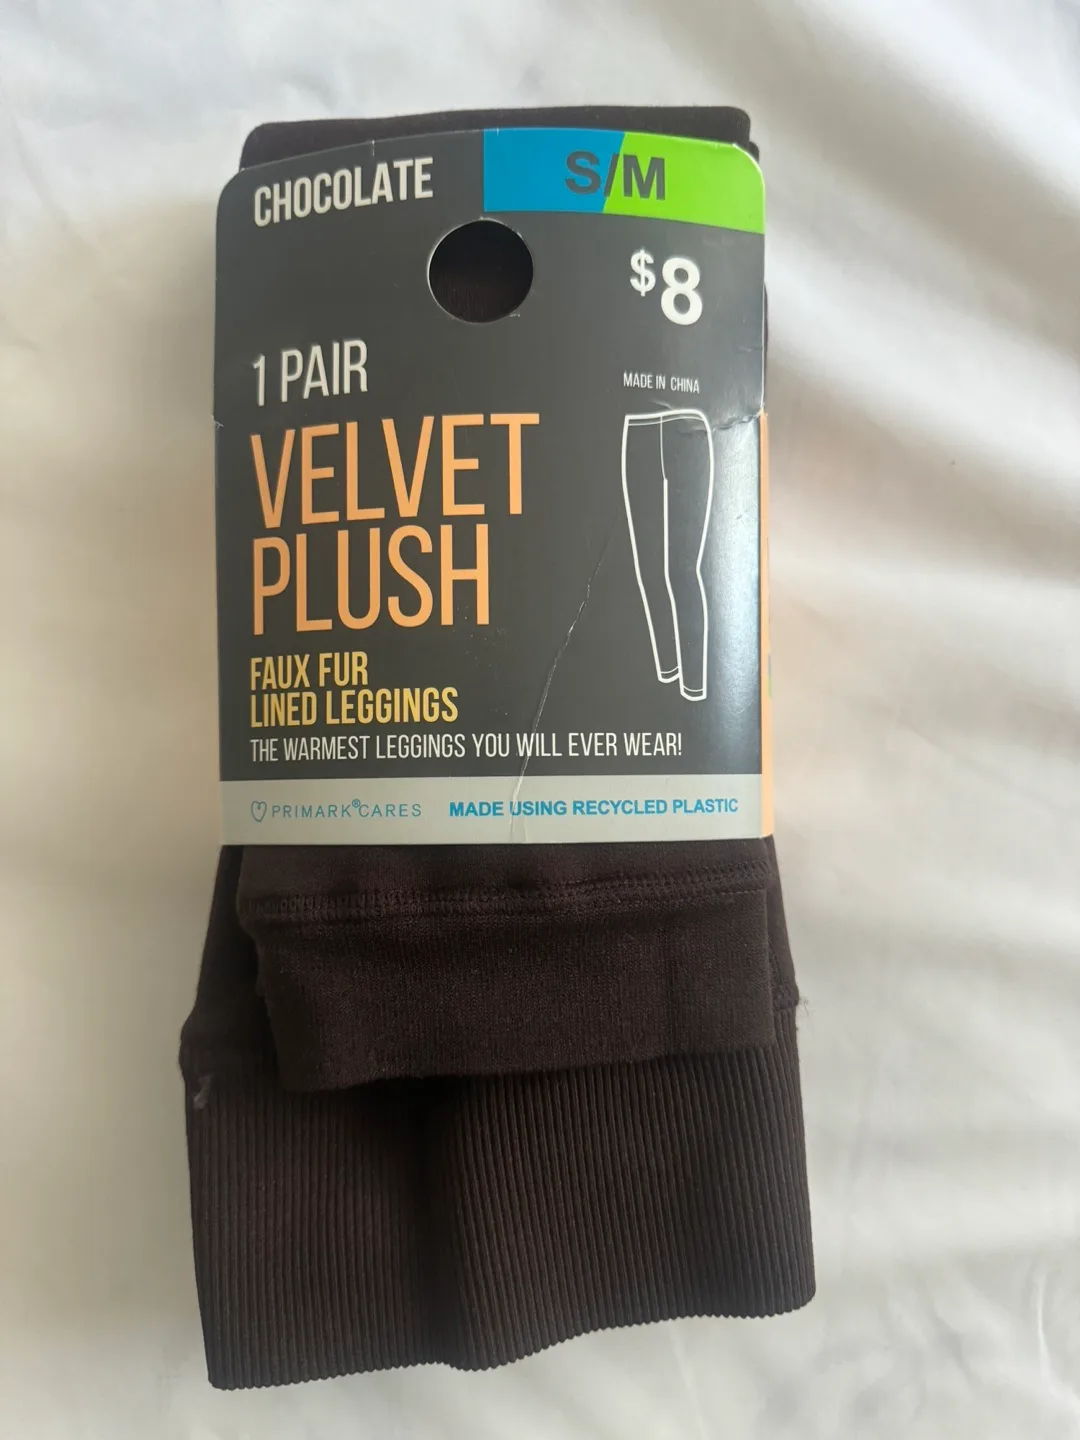 CHOCOLATE
S/M
$8
1 PAIR
MADE IN CHINA
VELVET
PLUSH
FAUX FUR
LINED LEGGINGS
THE WARMEST LEGGINGS YOU WILL EVER WEAR!
PRIMARK®CARES MADE USING RECYCLED PLASTIC